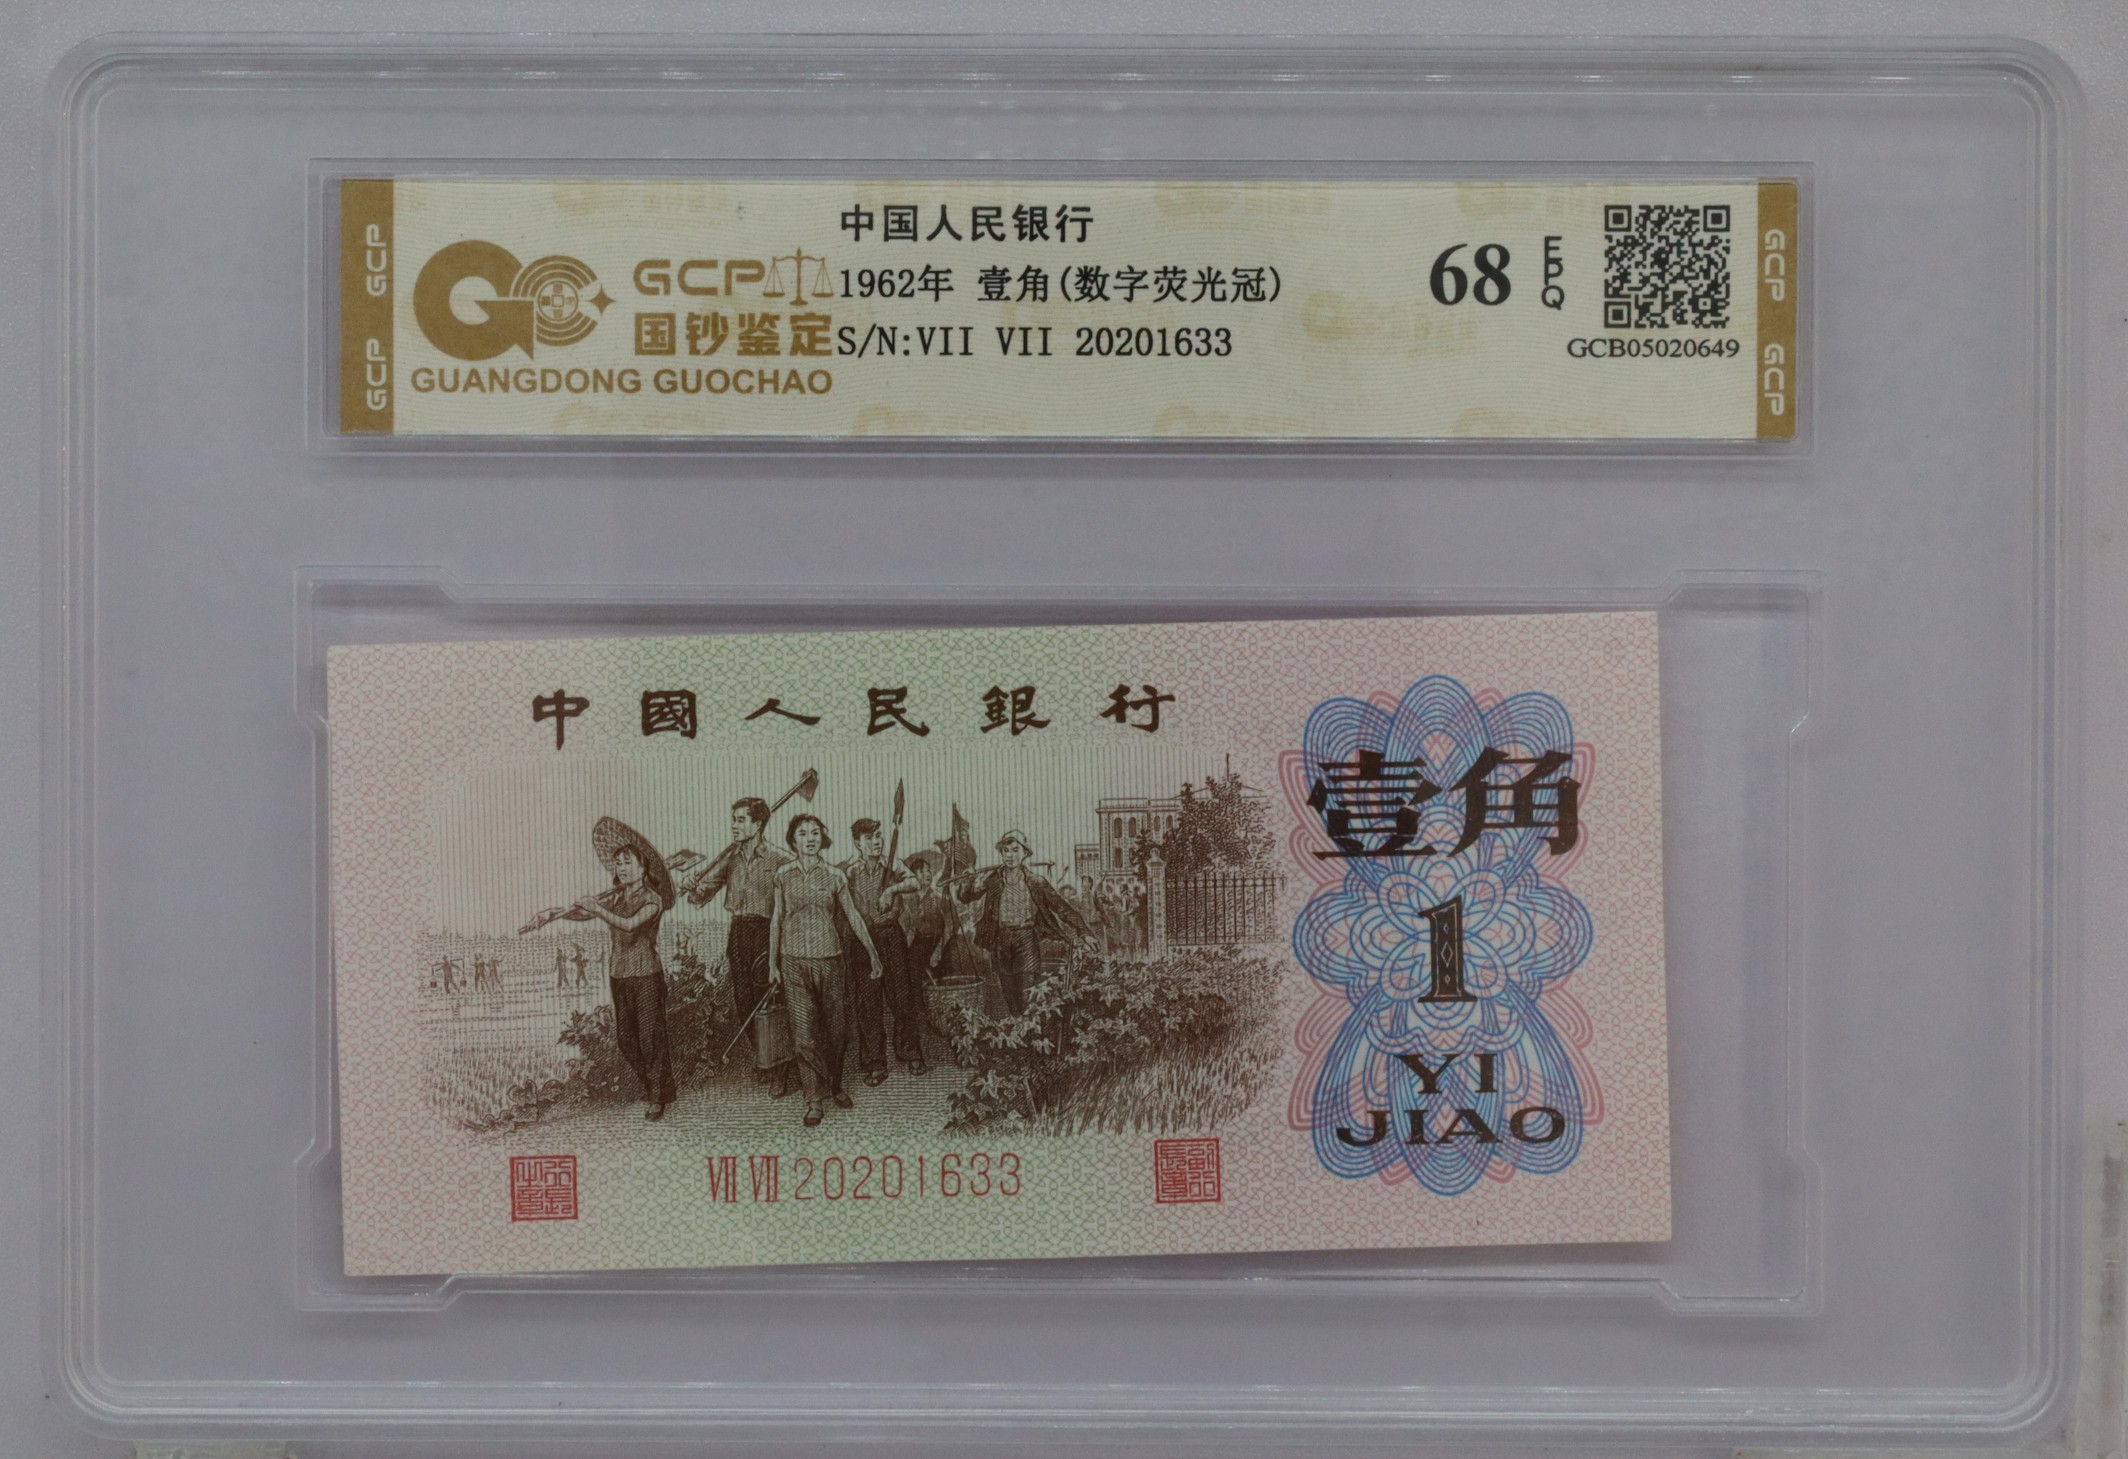 中国人民银行
GCP 1962年 壹角(数字荧光冠)
国钞鉴定 S/N:VII VII 20201633
GUANGDONG GUOCHAO
68 EPQ
GCB05020649
GCP GCP
GCP GCP
中國人民銀行
壹角
1
YI
JIAO
VII VII 20201633